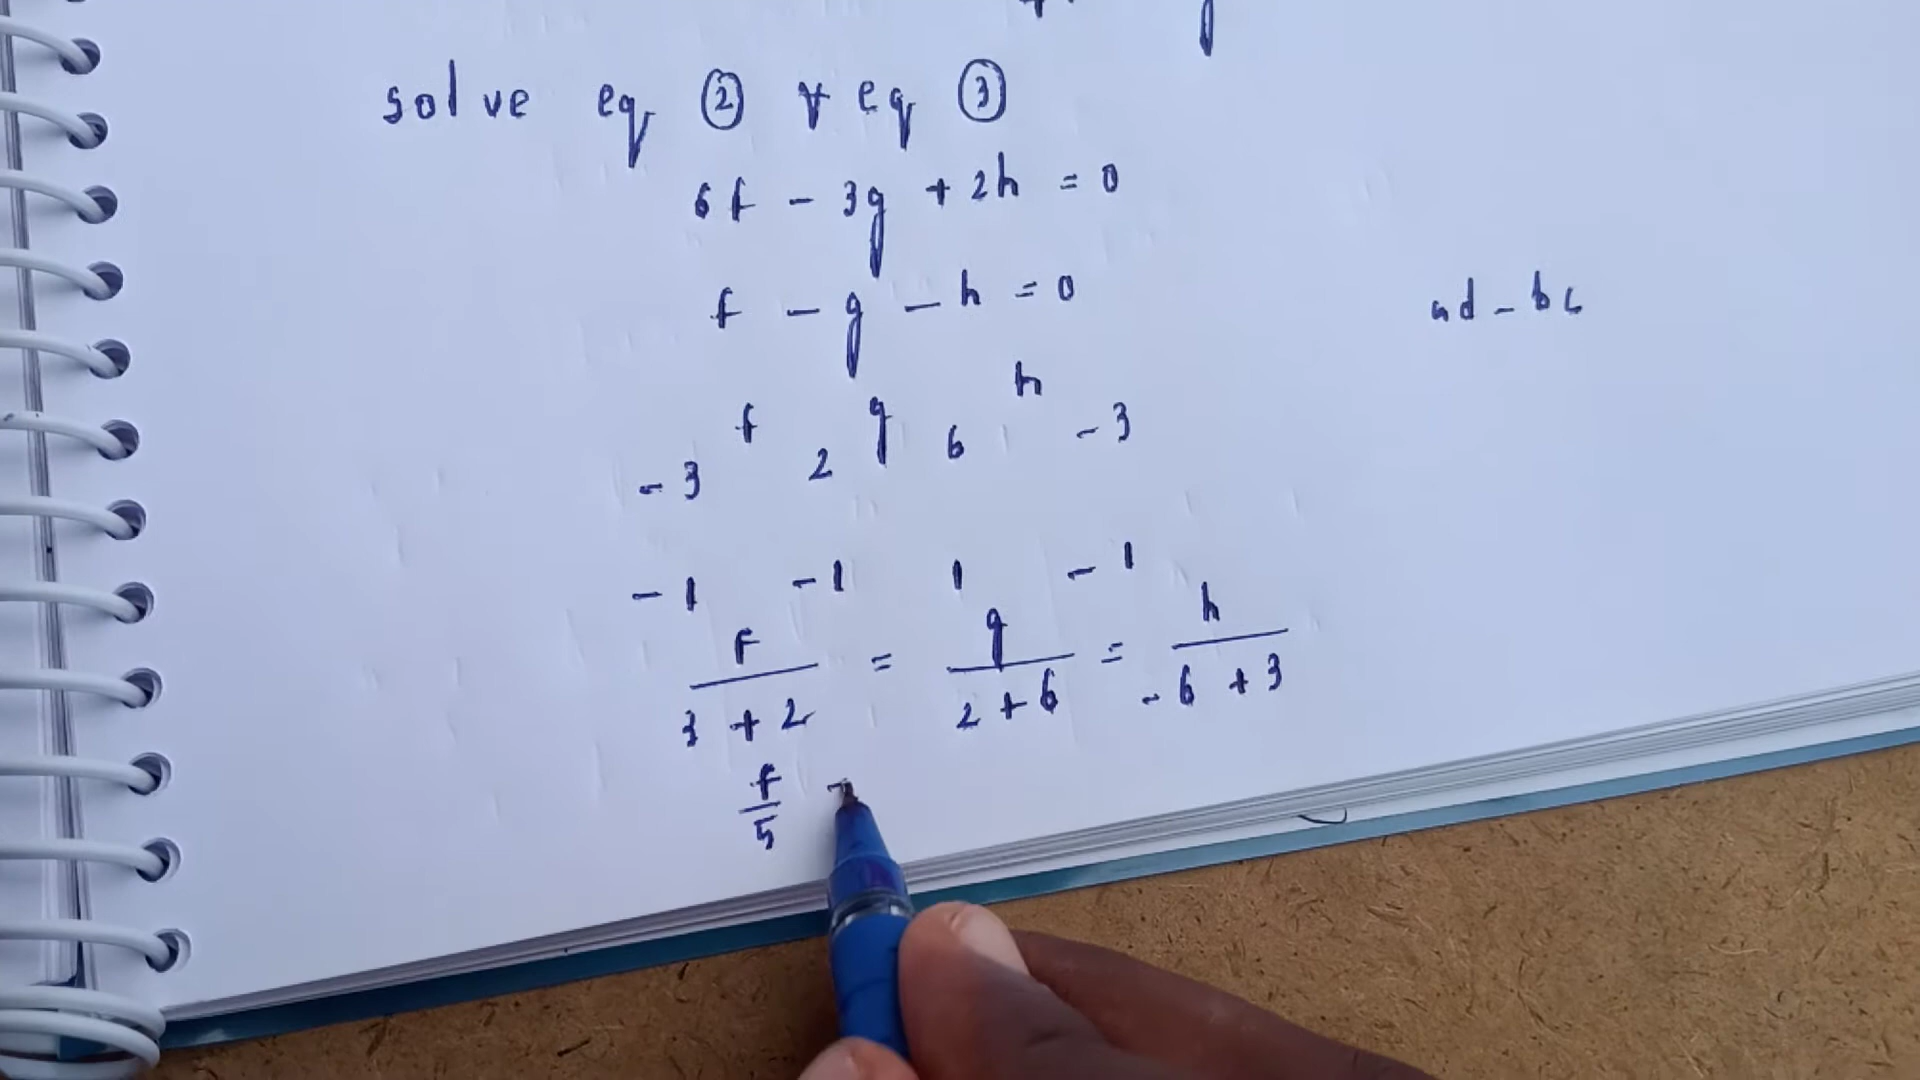 solve eq ② & eq ③
6f - 3g + 2h = 0
f - g - h = 0
ad - bc
f g h
-3 2 6 -3
-1 -1 1 -1
f/3+2 = g/2+6 = h/-6+3
f/5